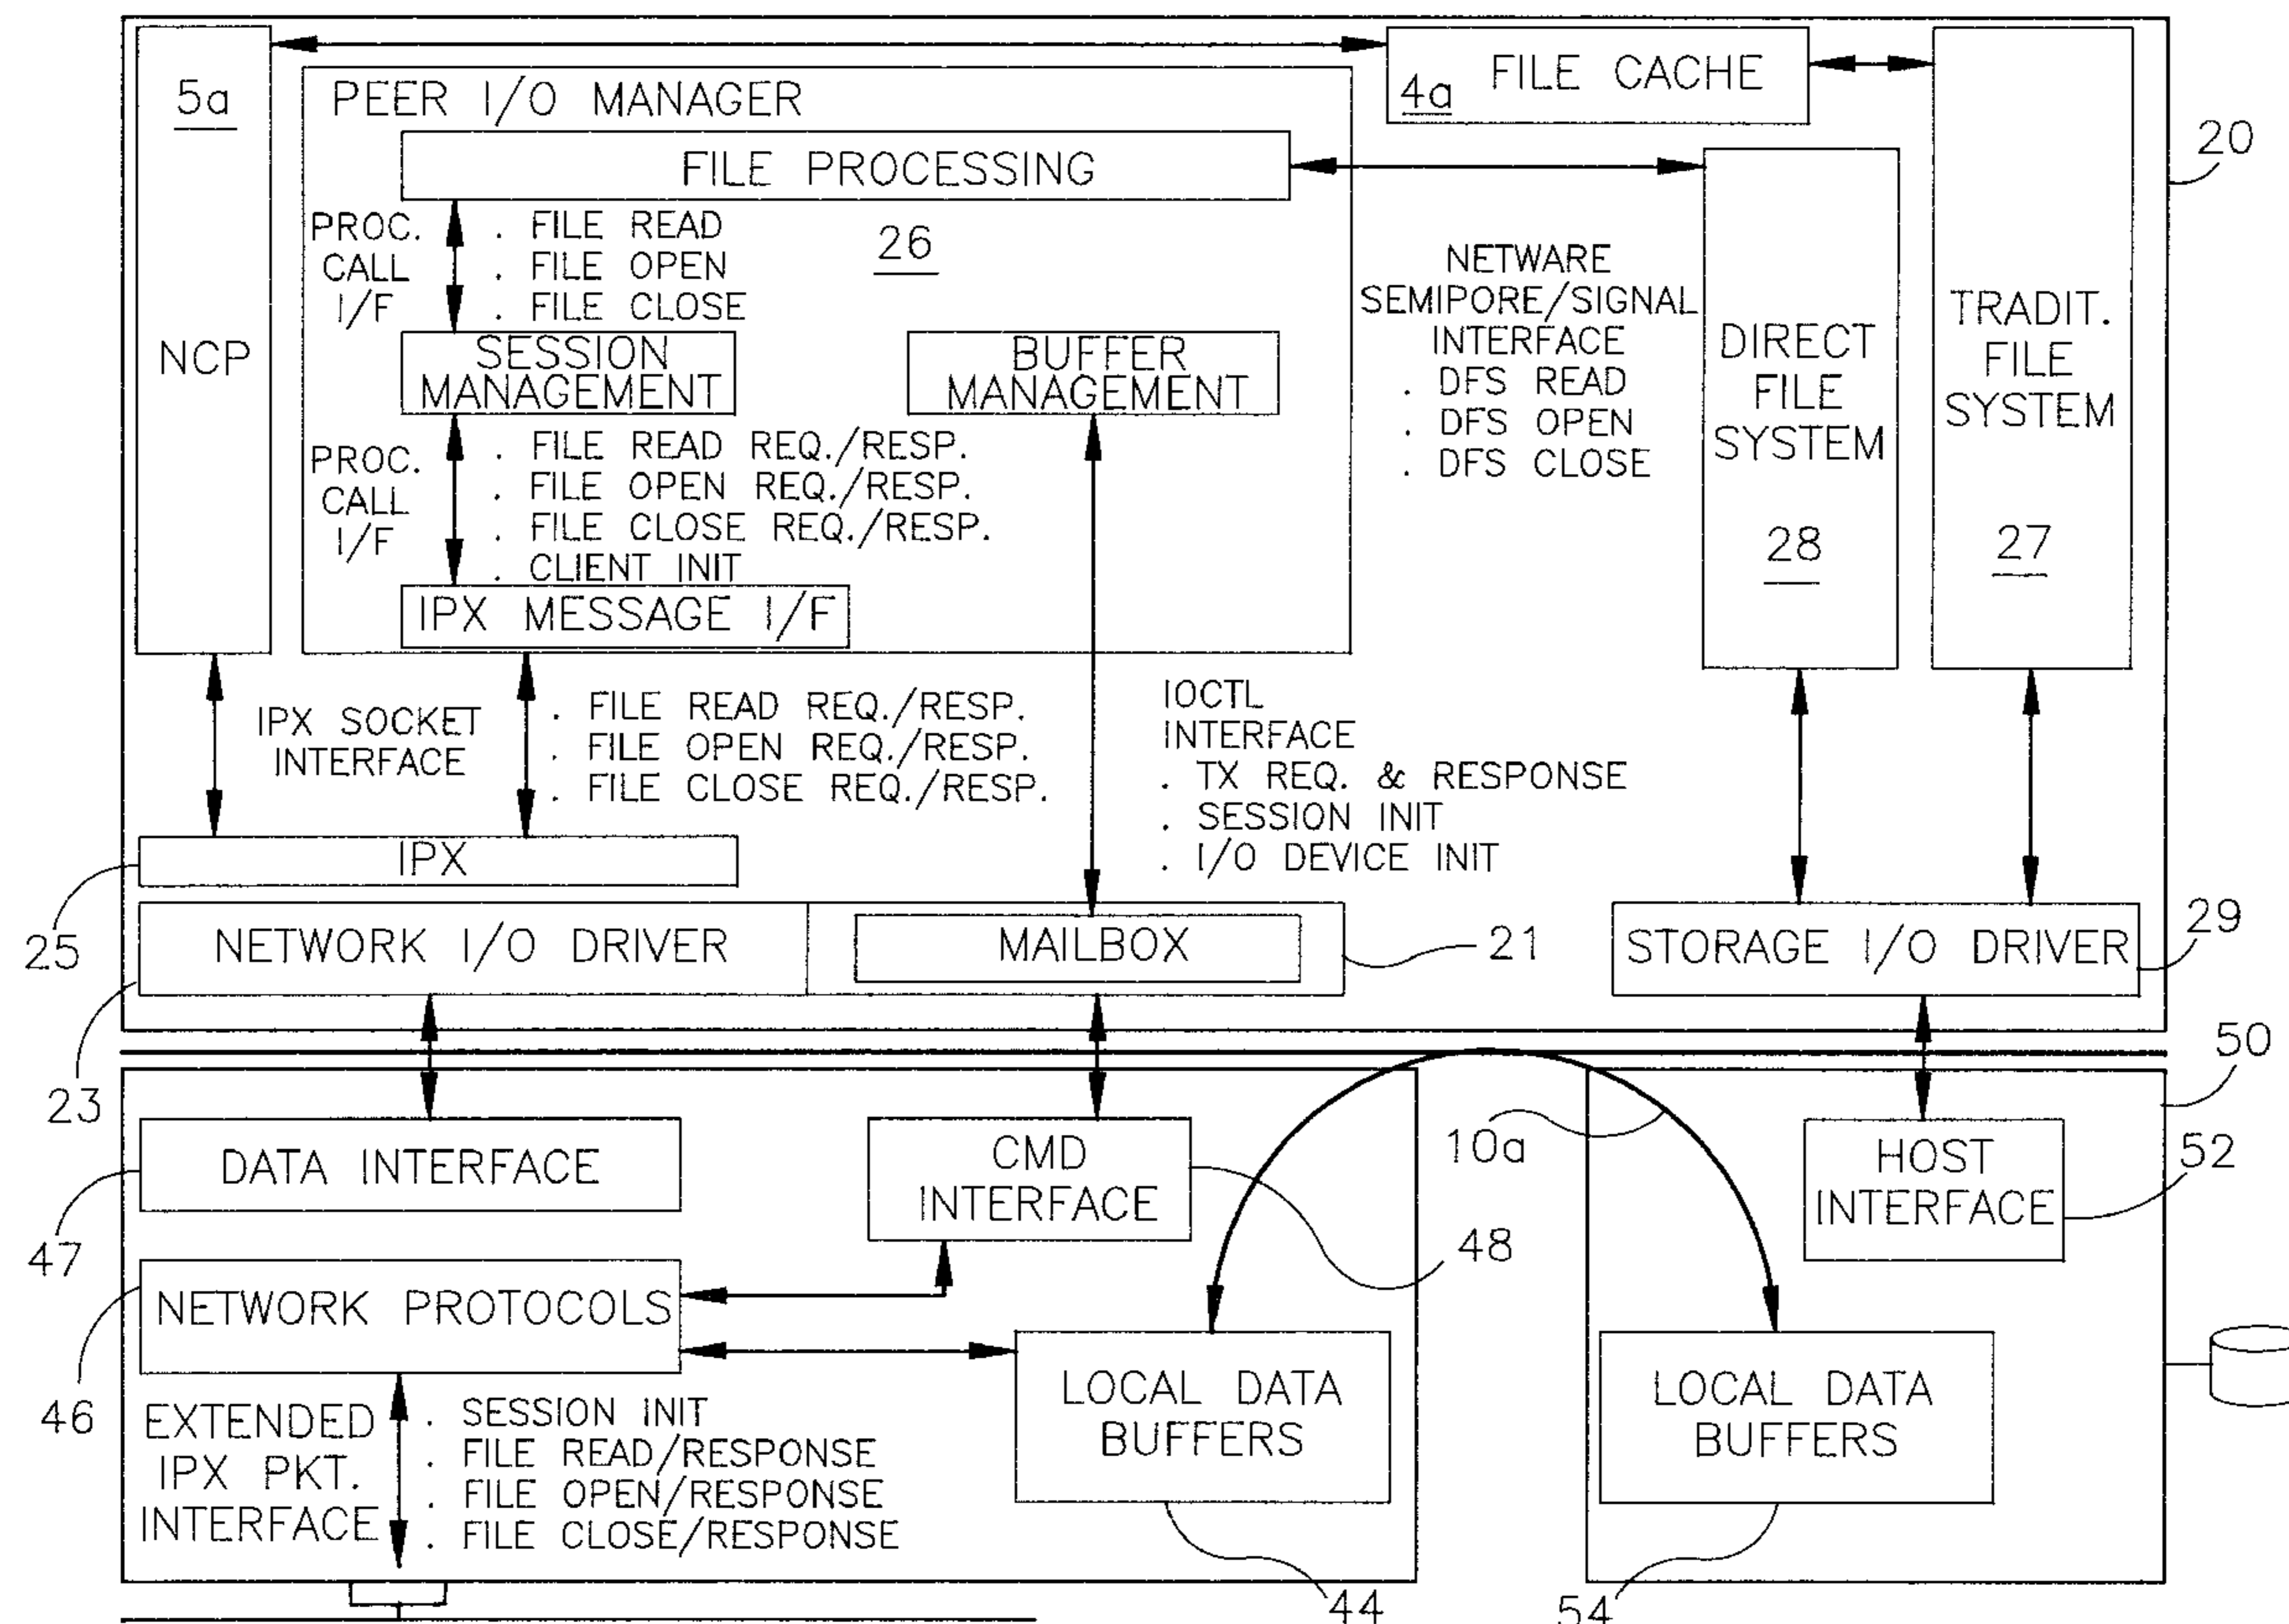 5a
NCP
PEER I/O MANAGER
FILE PROCESSING
26
PROC.
CALL
I/F
. FILE READ
. FILE OPEN
. FILE CLOSE
SESSION
MANAGEMENT
BUFFER
MANAGEMENT
PROC.
CALL
I/F
. FILE READ REQ./RESP.
. FILE OPEN REQ./RESP.
. FILE CLOSE REQ./RESP.
. CLIENT INIT
IPX MESSAGE I/F
4a
FILE CACHE
NETWARE
SEMIPORE/SIGNAL
INTERFACE
. DFS READ
. DFS OPEN
. DFS CLOSE
DIRECT
FILE
SYSTEM
28
TRADIT.
FILE
SYSTEM
27
20
IPX SOCKET
INTERFACE
. FILE READ REQ./RESP.
. FILE OPEN REQ./RESP.
. FILE CLOSE REQ./RESP.
IOCTL
INTERFACE
. TX REQ. & RESPONSE
. SESSION INIT
. I/O DEVICE INIT
IPX
25
NETWORK I/O DRIVER
MAILBOX
21
STORAGE I/O DRIVER
29
23
50
DATA INTERFACE
47
CMD
INTERFACE
48
10a
HOST
INTERFACE
52
NETWORK PROTOCOLS
46
EXTENDED
IPX PKT.
INTERFACE
. SESSION INIT
. FILE READ/RESPONSE
. FILE OPEN/RESPONSE
. FILE CLOSE/RESPONSE
LOCAL DATA
BUFFERS
44
LOCAL DATA
BUFFERS
54